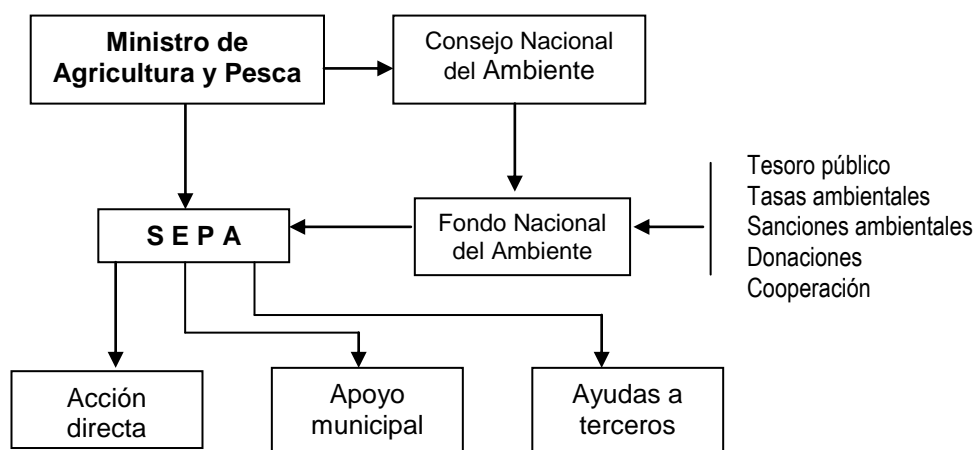 Ministro de
Agricultura y Pesca
Consejo Nacional
del Ambiente
Tesoro público
Tasas ambientales
Sanciones ambientales
Donaciones
Cooperación
S E P A
Fondo Nacional
del Ambiente
Acción
directa
Apoyo
municipal
Ayudas a
terceros